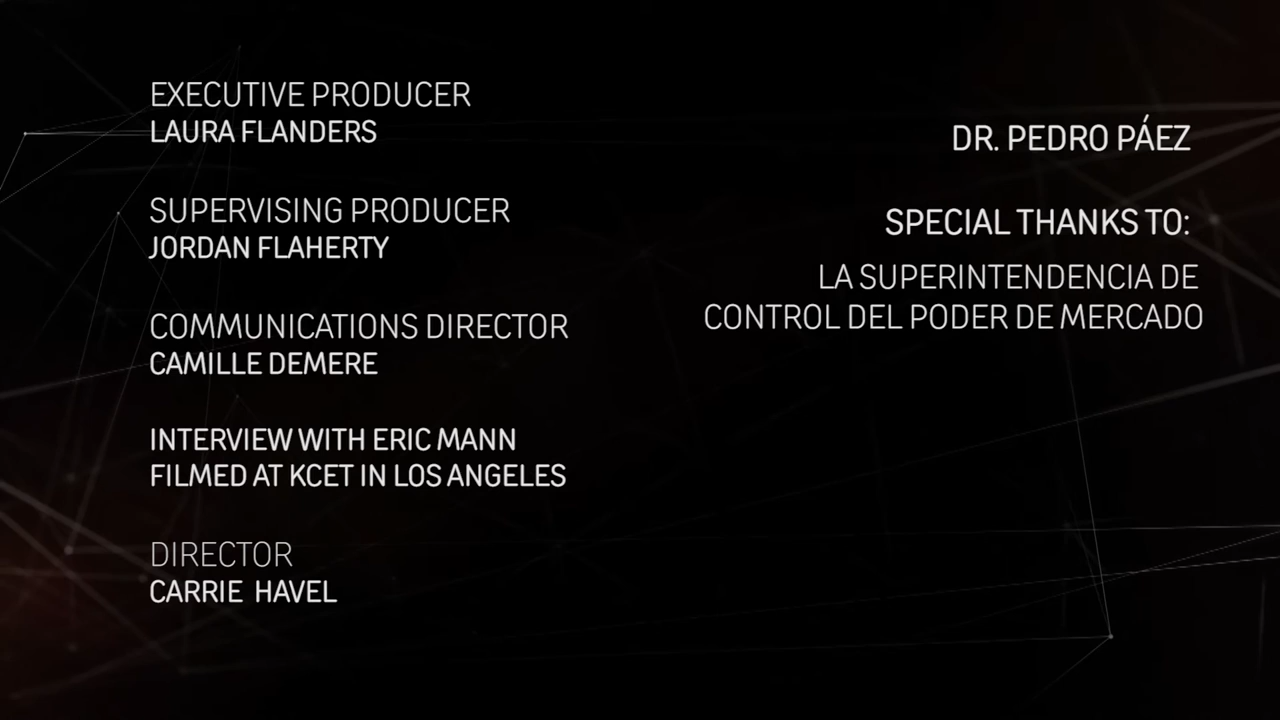 EXECUTIVE PRODUCER
LAURA FLANDERS
SUPERVISING PRODUCER
JORDAN FLAHERTY
COMMUNICATIONS DIRECTOR
CAMILLE DEMERE
INTERVIEW WITH ERIC MANN
FILMED AT KCET IN LOS ANGELES
DIRECTOR
CARRIE HAVEL
DR. PEDRO PÁEZ
SPECIAL THANKS TO:
LA SUPERINTENDENCIA DE
CONTROL DEL PODER DE MERCADO